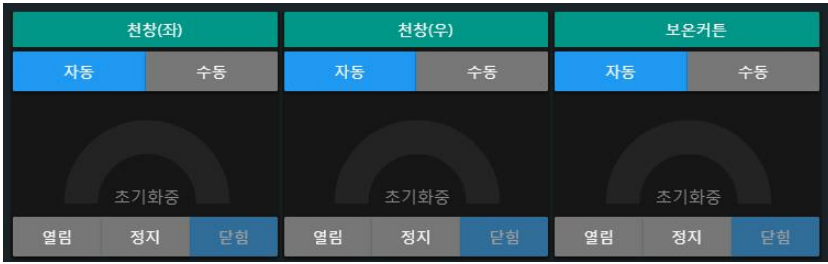 천창(좌) 천창(우) 보온커튼
자동 수동 자동 수동 자동 수동
초기화중 초기화중 초기화중
열림 정지 닫힘 열림 정지 닫힘 열림 정지 닫힘